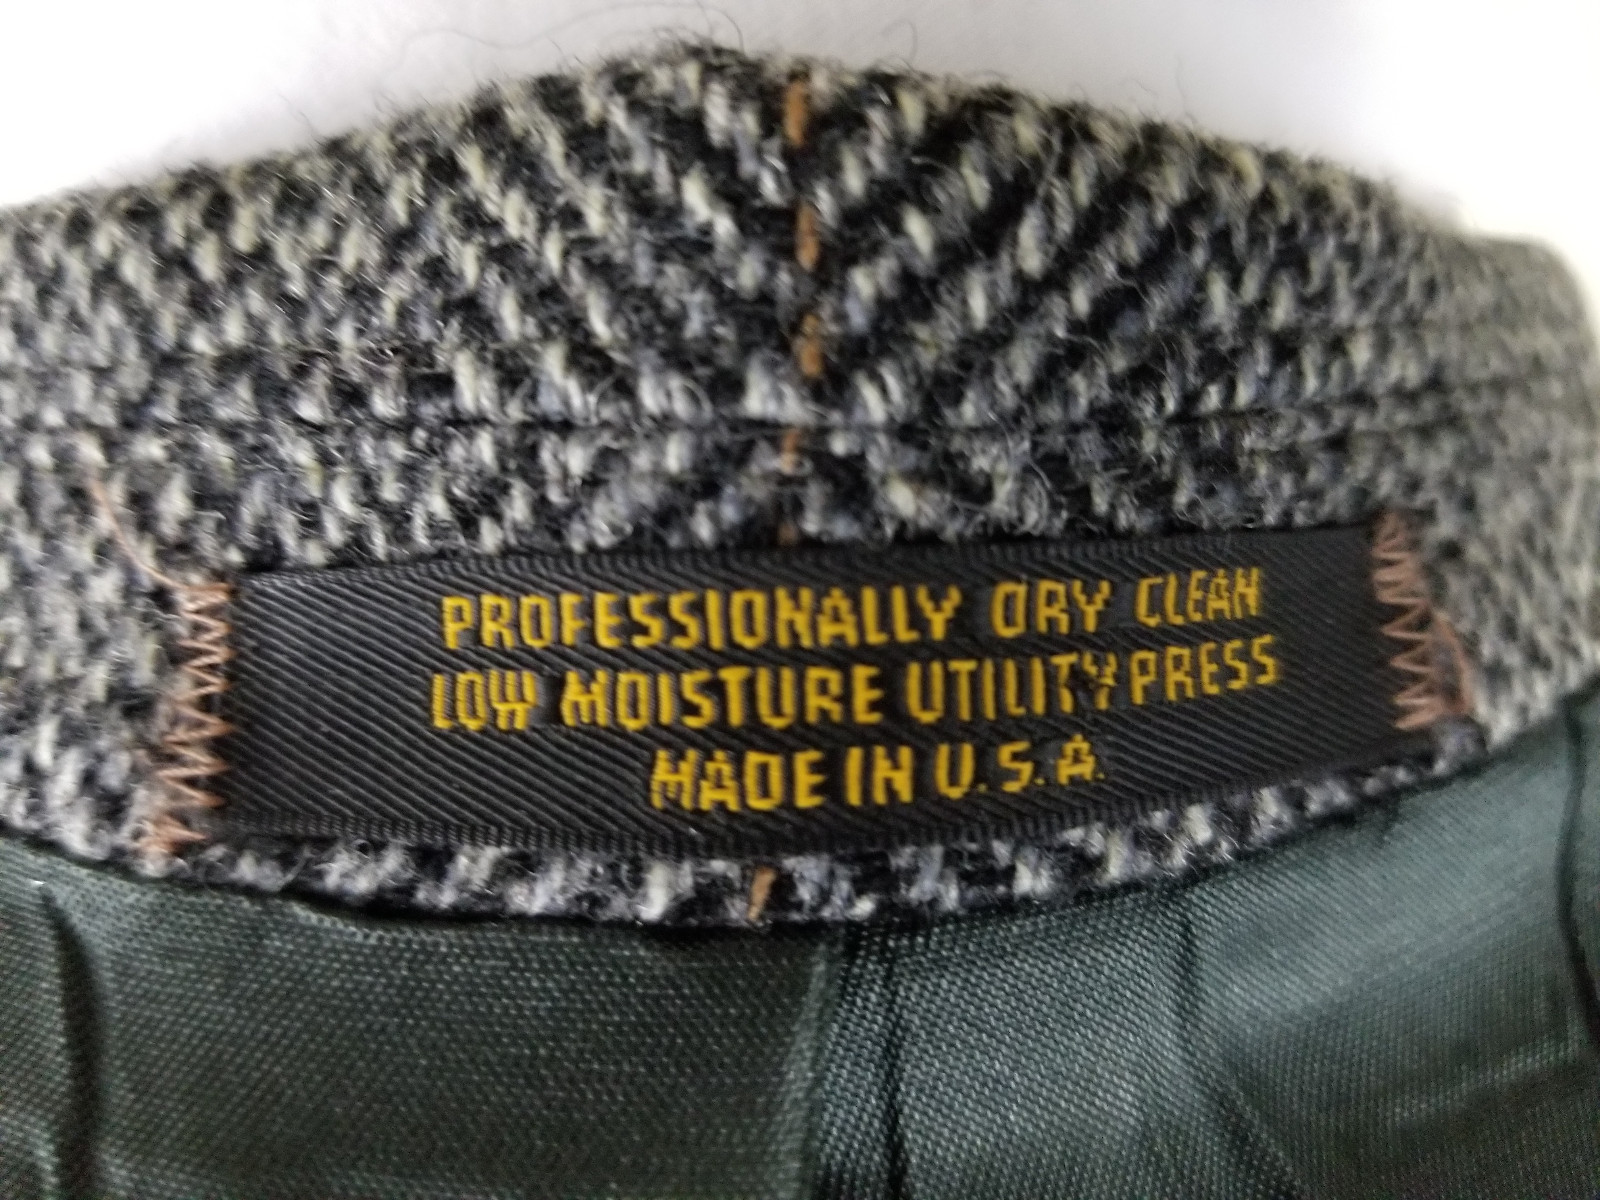 PROFESSIONALLY DRY CLEAN
LOW MOISTURE UTILITY PRESS
MADE IN U.S.A.